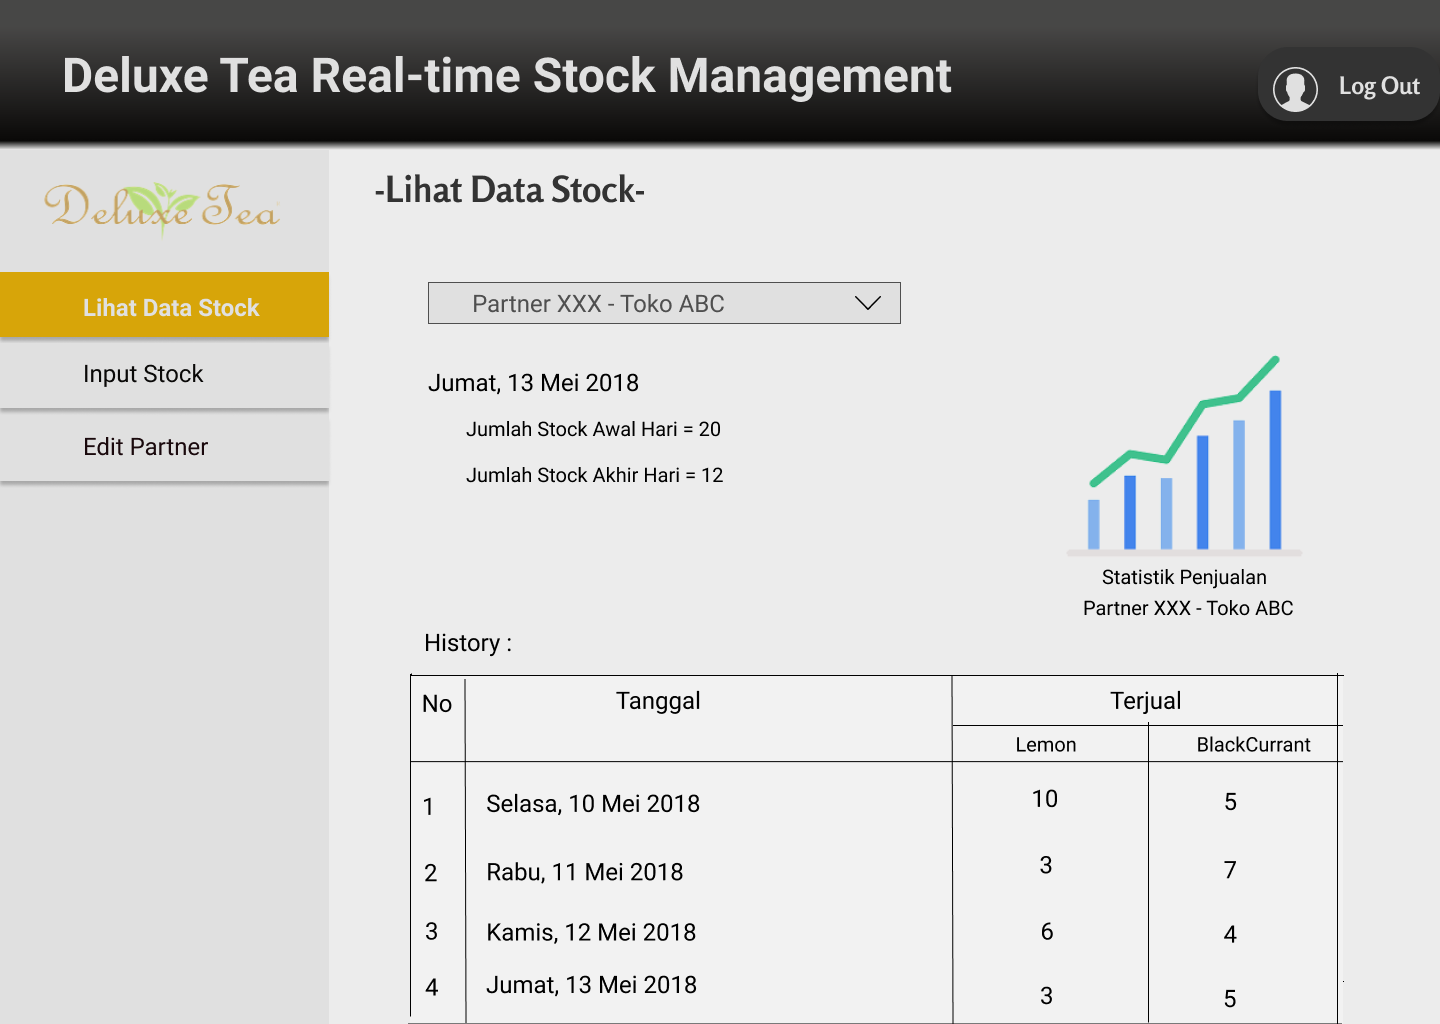 Deluxe Tea Real-time Stock Management
Log Out
Deluxe Tea
Lihat Data Stock
Input Stock
Edit Partner
-Lihat Data Stock-
Partner XXX - Toko ABC
Jumat, 13 Mei 2018
Jumlah Stock Awal Hari = 20
Jumlah Stock Akhir Hari = 12
Statistik Penjualan
Partner XXX - Toko ABC
History :
No Tanggal Terjual
Lemon BlackCurrant
1 Selasa, 10 Mei 2018 10 5
2 Rabu, 11 Mei 2018 3 7
3 Kamis, 12 Mei 2018 6 4
4 Jumat, 13 Mei 2018 3 5